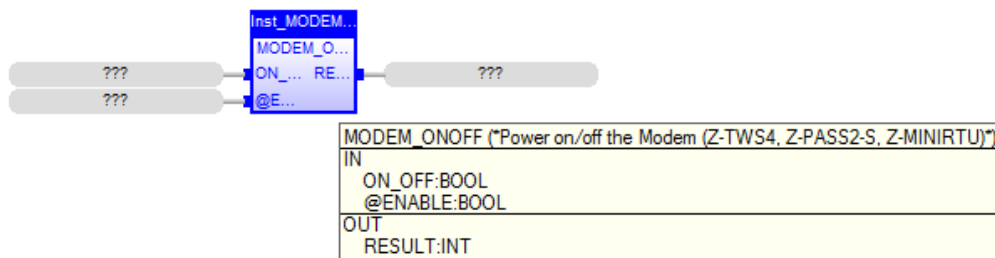 Inst_MODEM...
MODEM_O...
??? ON_... RE... ???
??? @E...
MODEM_ONOFF (*Power on/off the Modem (Z-TWS4, Z-PASS2-S, Z-MINIRTU)*)
IN
ON_OFF:BOOL
@ENABLE:BOOL
OUT
RESULT:INT